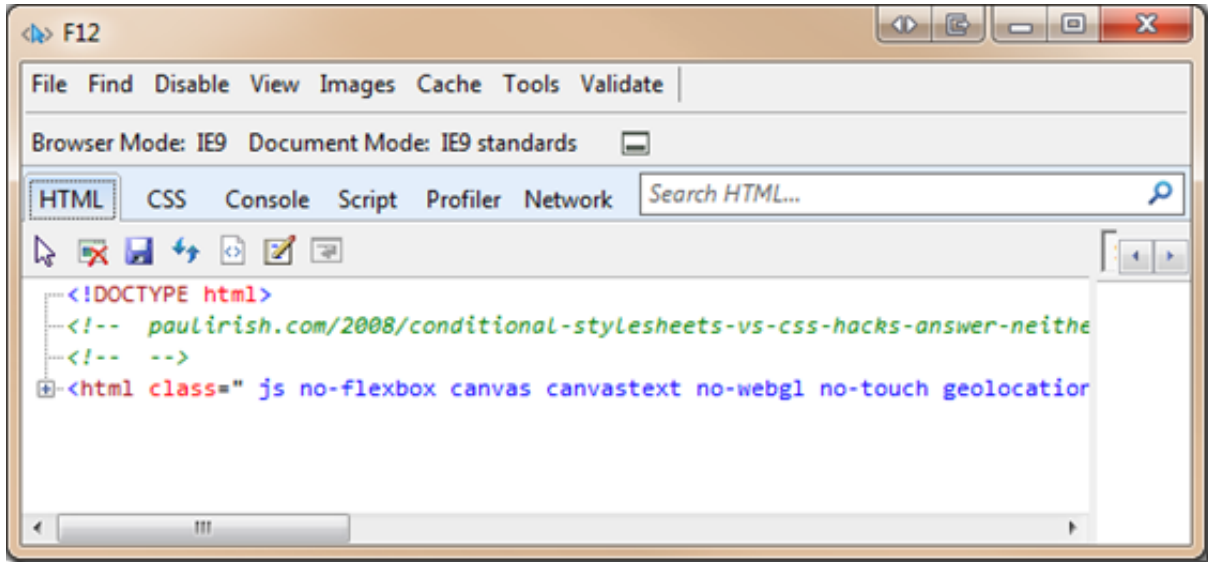 F12
File Find Disable View Images Cache Tools Validate
Browser Mode: IE9 Document Mode: IE9 standards
HTML CSS Console Script Profiler Network Search HTML...
<!DOCTYPE html>
<!-- paulirish.com/2008/conditional-stylesheets-vs-css-hacks-answer-neithe
<!-- -->
<html class=" js no-flexbox canvas canvastext no-webgl no-touch geolocation